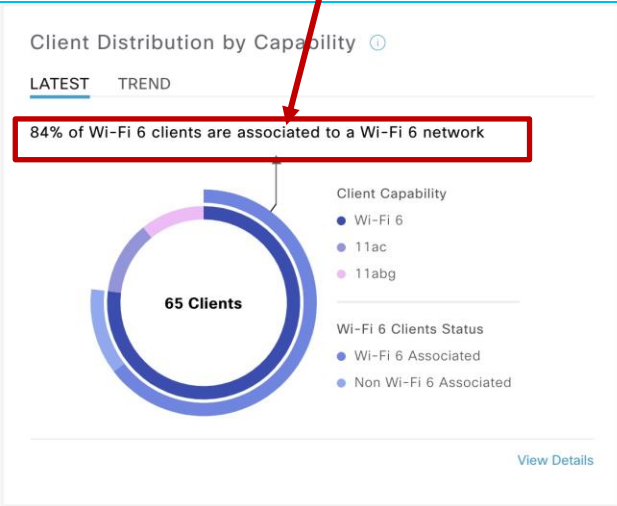 Client Distribution by Capability
LATEST TREND
84% of Wi-Fi 6 clients are associated to a Wi-Fi 6 network
Client Capability
Wi-Fi 6
11ac
11abg
65 Clients
Wi-Fi 6 Clients Status
Wi-Fi 6 Associated
Non Wi-Fi 6 Associated
View Details